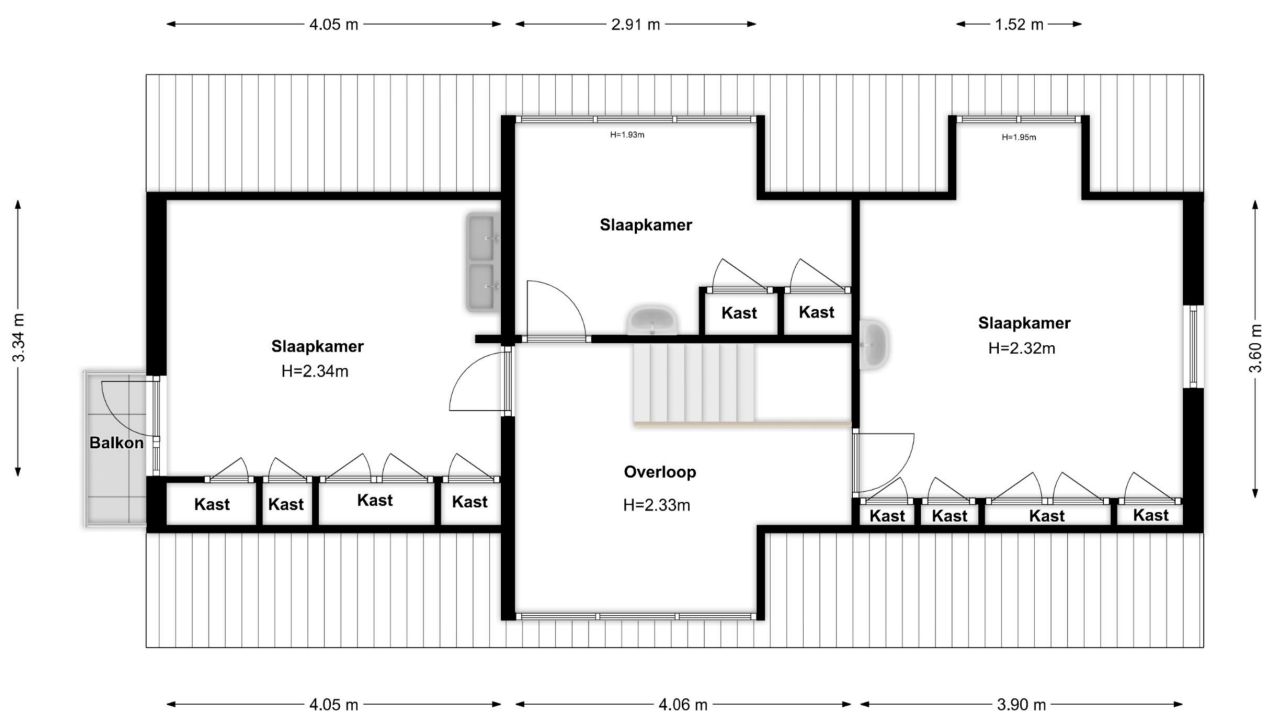 4.05 m
2.91 m
1.52 m
H=1.93m
H=1.95m
Slaapkamer
Kast
Kast
Slaapkamer
H=2.32m
Slaapkamer
H=2.34m
3.34 m
3.60 m
Balkon
Overloop
H=2.33m
Kast
Kast
Kast
Kast
Kast
Kast
Kast
Kast
4.05 m
4.06 m
3.90 m